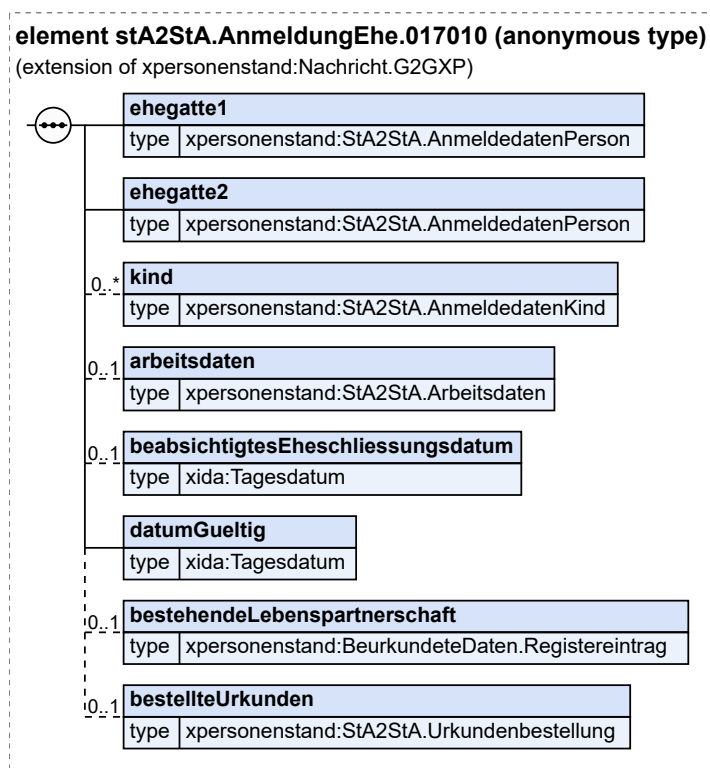 element stA2StA.AnmeldungEhe.017010 (anonymous type)
(extension of xpersonenstand:Nachricht.G2GXP)
ehegatte1
type xpersonenstand:StA2StA.AnmeldedatenPerson
ehegatte2
type xpersonenstand:StA2StA.AnmeldedatenPerson
0..* kind
type xpersonenstand:StA2StA.AnmeldedatenKind
0..1 arbeitsdaten
type xpersonenstand:StA2StA.Arbeitsdaten
0..1 beabsichtigtesEheschliessungsdatum
type xida:Tagesdatum
datumGueltig
type xida:Tagesdatum
0..1 bestehendeLebenspartnerschaft
type xpersonenstand:BeurkundeteDaten.Registereintrag
0..1 bestellteUrkunden
type xpersonenstand:StA2StA.Urkundenbestellung